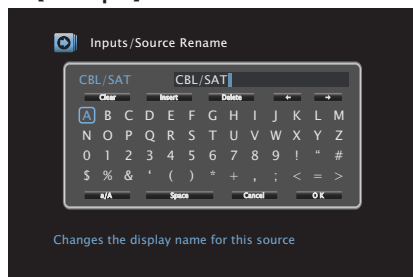 Inputs/Source Rename
CBL/SAT CBL/SAT
Clear Insert Delete ← →
A B C D E F G H I J K L M
N O P Q R S T U V W X Y Z
0 1 2 3 4 5 6 7 8 9 ! “ #
$ % & ‘ ( ) * + , ; < = >
a/A Space Cancel OK
Changes the display name for this source